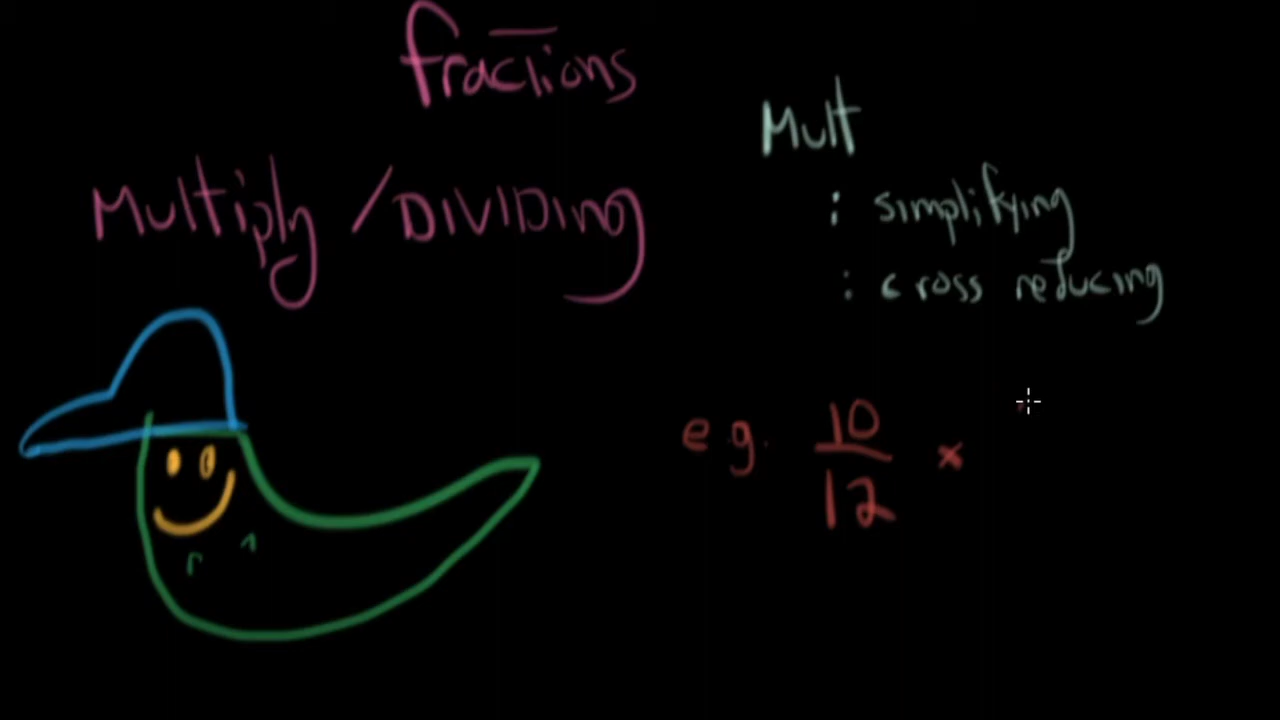 fractions
Multiply / DIVIDing
Mult
: simplifying
: cross reducing
e.g. 10/12 ×